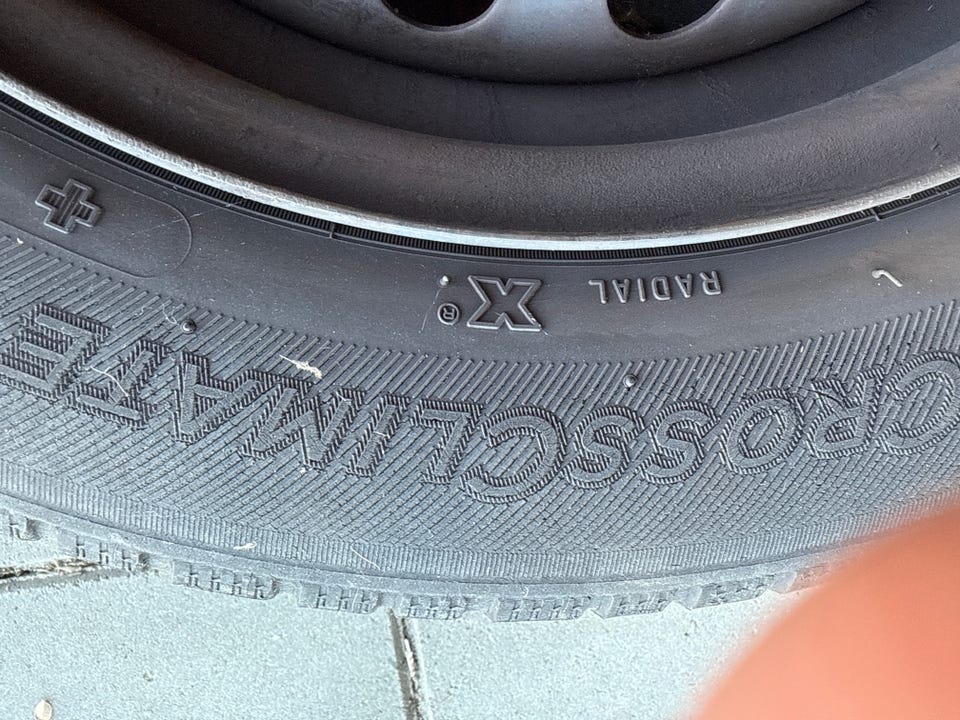 CROSSCLIMATE
RADIAL X®
+